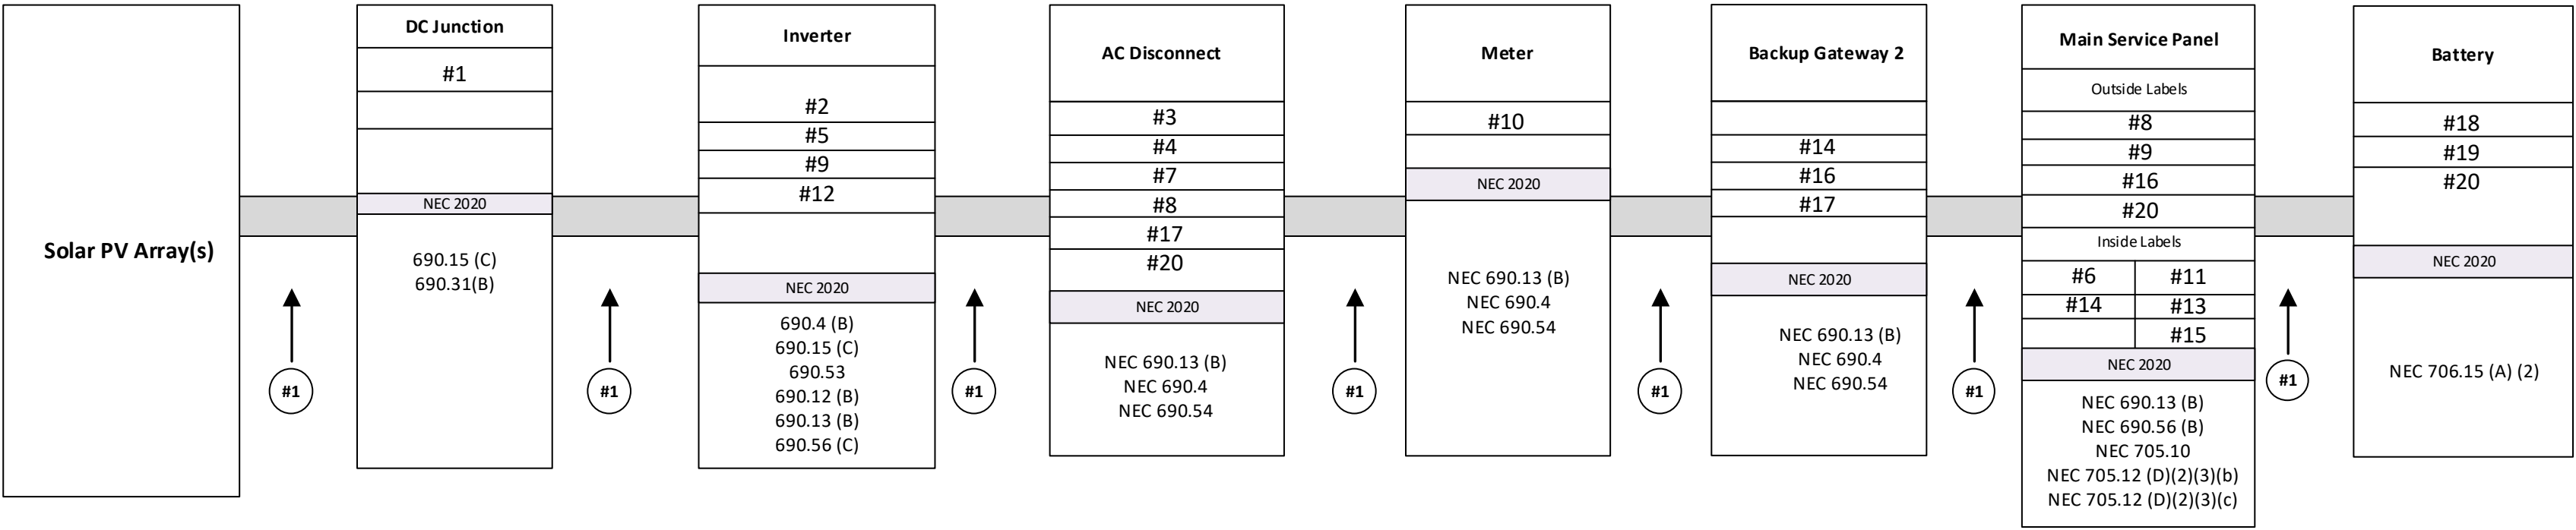 Solar PV Array(s)
#1
DC Junction
#1
NEC 2020
690.15 (C)
690.31(B)
#1
Inverter
#2
#5
#9
#12
NEC 2020
690.4 (B)
690.15 (C)
690.53
690.12 (B)
690.13 (B)
690.56 (C)
#1
AC Disconnect
#3
#4
#7
#8
#17
#20
NEC 2020
NEC 690.13 (B)
NEC 690.4
NEC 690.54
#1
Meter
#10
NEC 2020
NEC 690.13 (B)
NEC 690.4
NEC 690.54
#1
Backup Gateway 2
#14
#16
#17
NEC 2020
NEC 690.13 (B)
NEC 690.4
NEC 690.54
#1
Main Service Panel
Outside Labels
#8
#9
#16
#20
Inside Labels
#6 #11
#14 #13
#15
NEC 2020
NEC 690.13 (B)
NEC 690.56 (B)
NEC 705.10
NEC 705.12 (D)(2)(3)(b)
NEC 705.12 (D)(2)(3)(c)
#1
Battery
#18
#19
#20
NEC 2020
NEC 706.15 (A) (2)